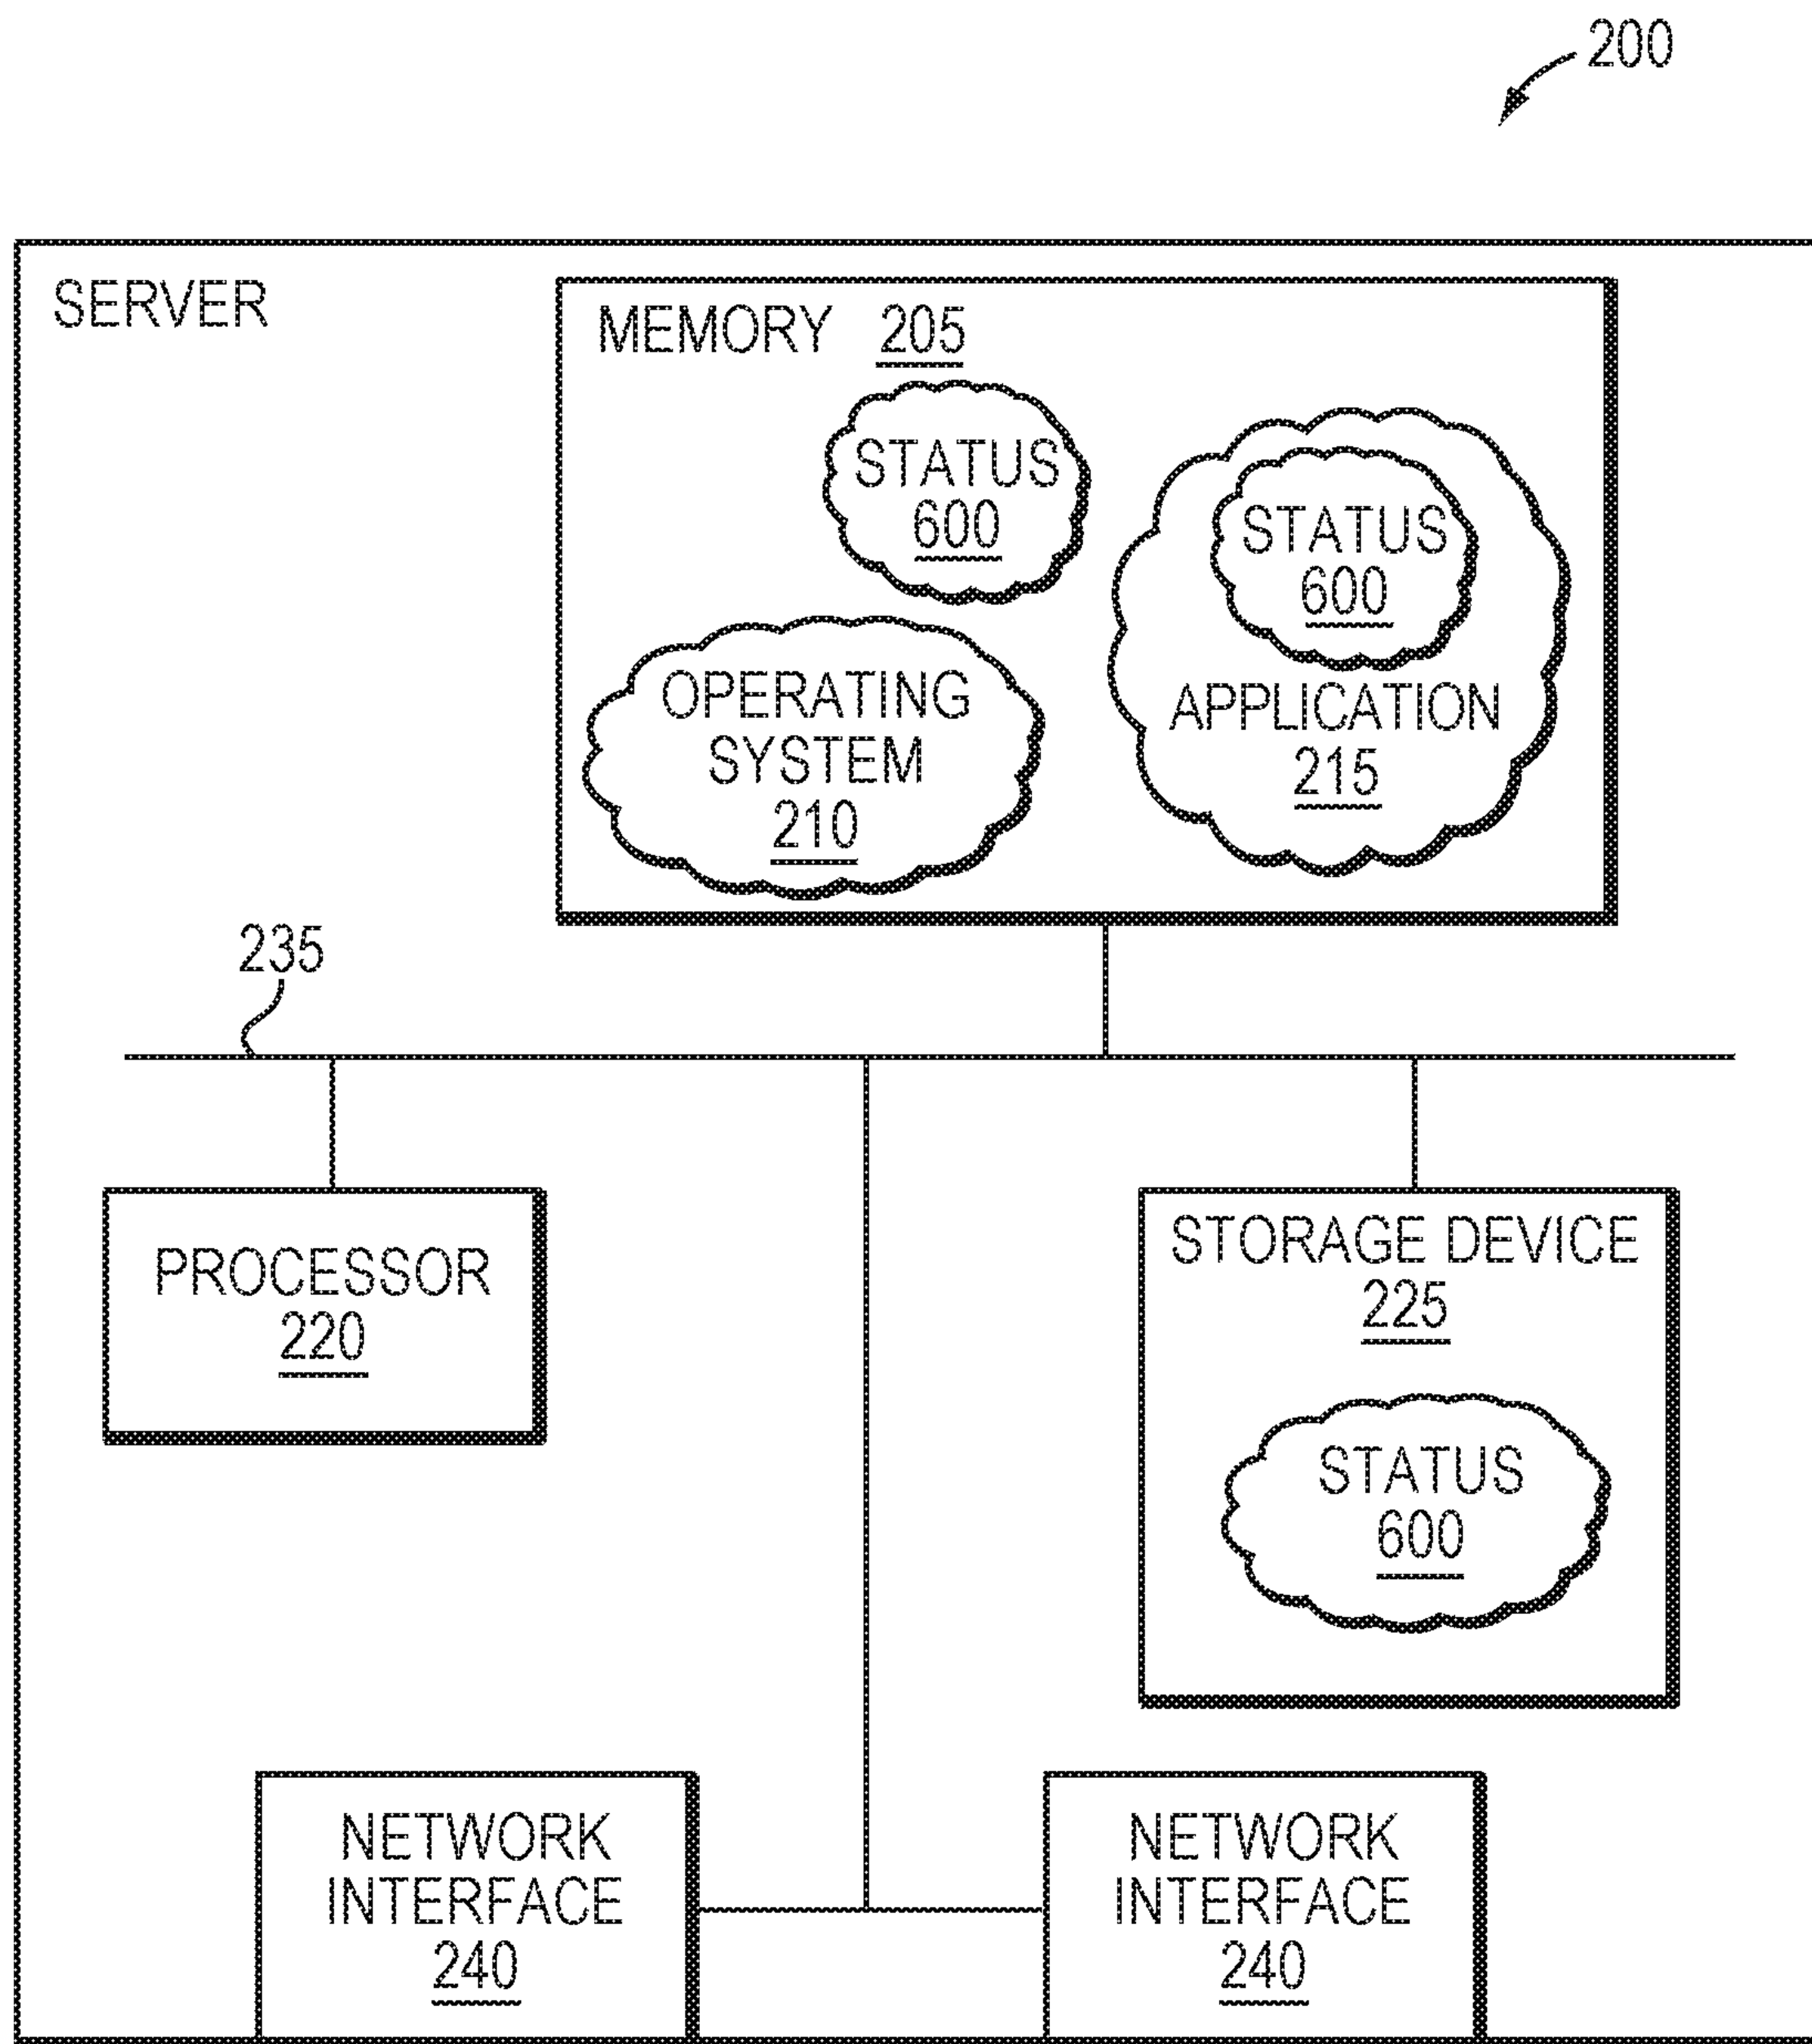 200
SERVER
MEMORY 205
STATUS
600
STATUS
600
OPERATING
SYSTEM
210
APPLICATION
215
235
PROCESSOR
220
STORAGE DEVICE
225
STATUS
600
NETWORK
INTERFACE
240
NETWORK
INTERFACE
240